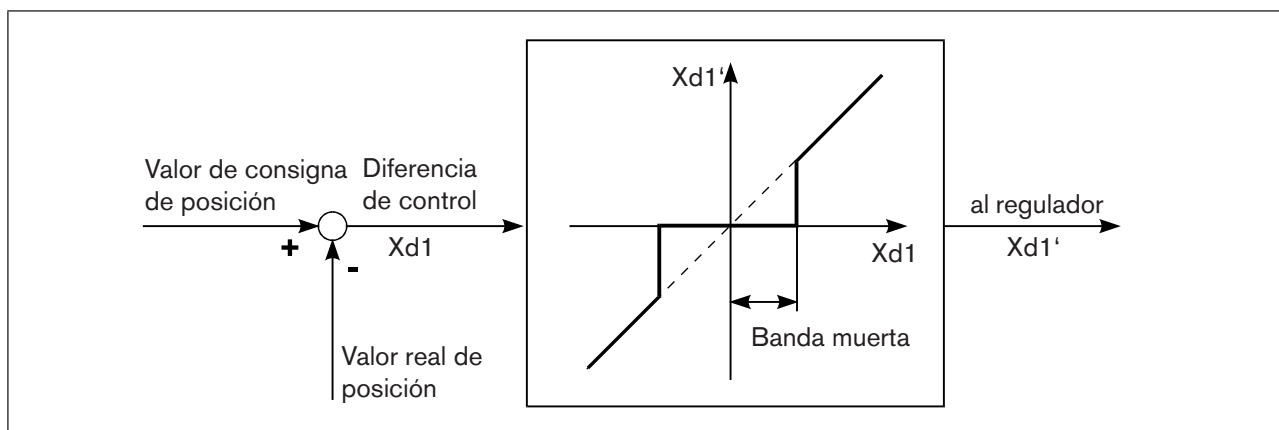 Valor de consigna
de posición
+
-
Diferencia
de control
Xd1
Valor real de
posición
Xd1‘
Xd1
Banda muerta
al regulador
Xd1‘